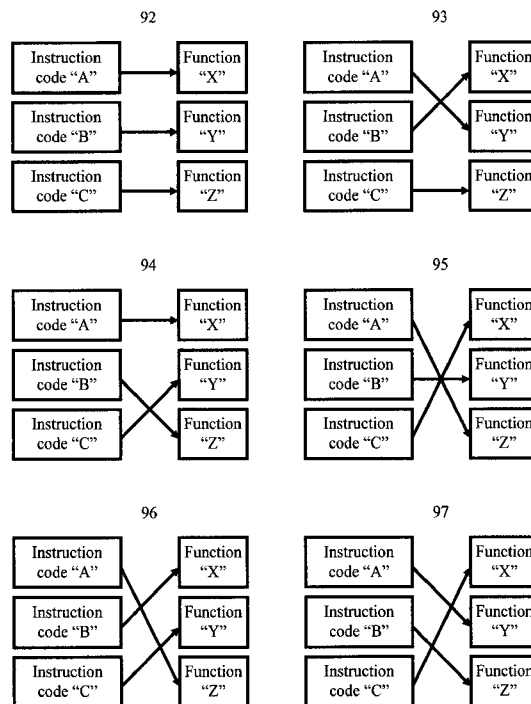 92
Instruction
code “A”
Function
“X”
Instruction
code “B”
Function
“Y”
Instruction
code “C”
Function
“Z”
93
Instruction
code “A”
Function
“X”
Instruction
code “B”
Function
“Y”
Instruction
code “C”
Function
“Z”
94
Instruction
code “A”
Function
“X”
Instruction
code “B”
Function
“Y”
Instruction
code “C”
Function
“Z”
95
Instruction
code “A”
Function
“X”
Instruction
code “B”
Function
“Y”
Instruction
code “C”
Function
“Z”
96
Instruction
code “A”
Function
“X”
Instruction
code “B”
Function
“Y”
Instruction
code “C”
Function
“Z”
97
Instruction
code “A”
Function
“X”
Instruction
code “B”
Function
“Y”
Instruction
code “C”
Function
“Z”